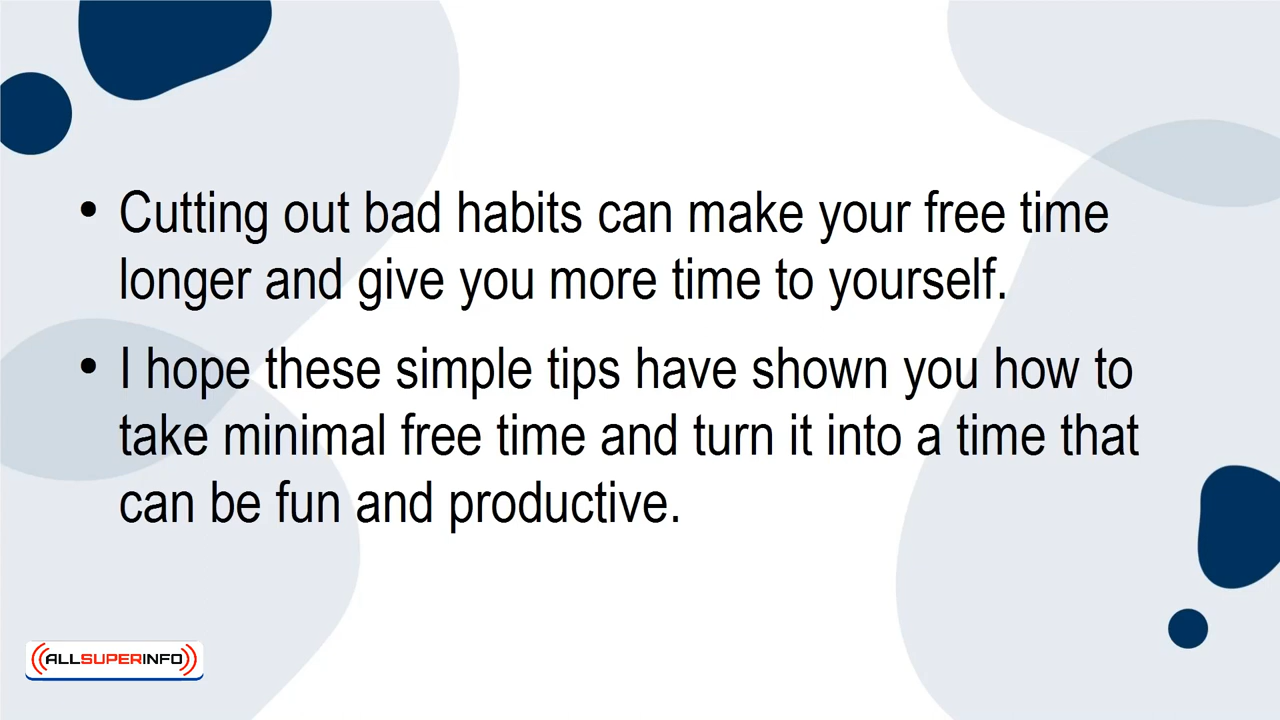 • Cutting out bad habits can make your free time
longer and give you more time to yourself.
• I hope these simple tips have shown you how to
take minimal free time and turn it into a time that
can be fun and productive.
ALLSUPERINFO